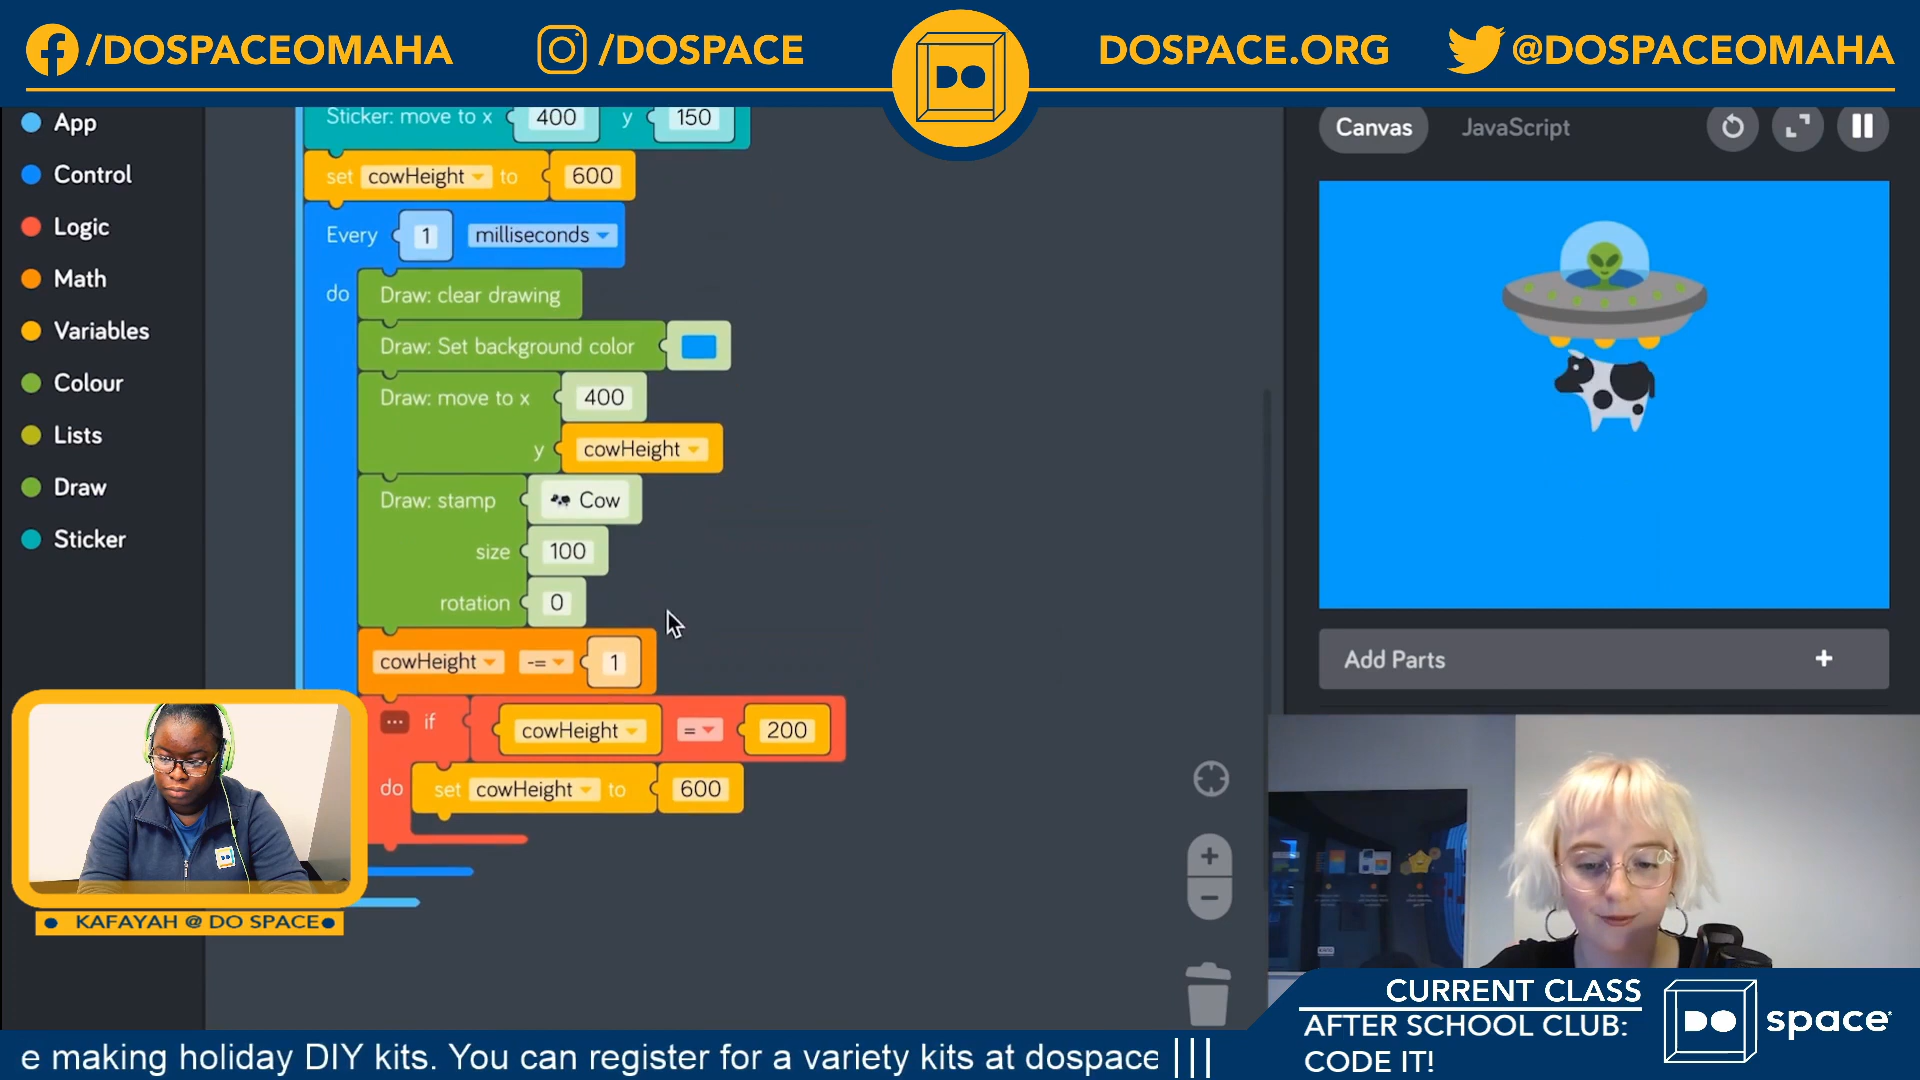 /DOSPACEOMAHA
/DOSPACE
DO
DOSPACE.ORG
@DOSPACEOMAHA
App
Control
Logic
Math
Variables
Colour
Lists
Draw
Sticker
Sticker: move to x 400 y 150
set cowHeight to 600
Every 1 milliseconds
do Draw: clear drawing
Draw: Set background color
Draw: move to x 400
y cowHeight
Draw: stamp Cow
size 100
rotation 0
cowHeight -= 1
... if cowHeight = 200
do set cowHeight to 600
Canvas JavaScript
Add Parts +
KAFAYAH @ DO SPACE
CURRENT CLASS
AFTER SCHOOL CLUB:
CODE IT!
DO space
e making holiday DIY kits. You can register for a variety kits at dospace |||